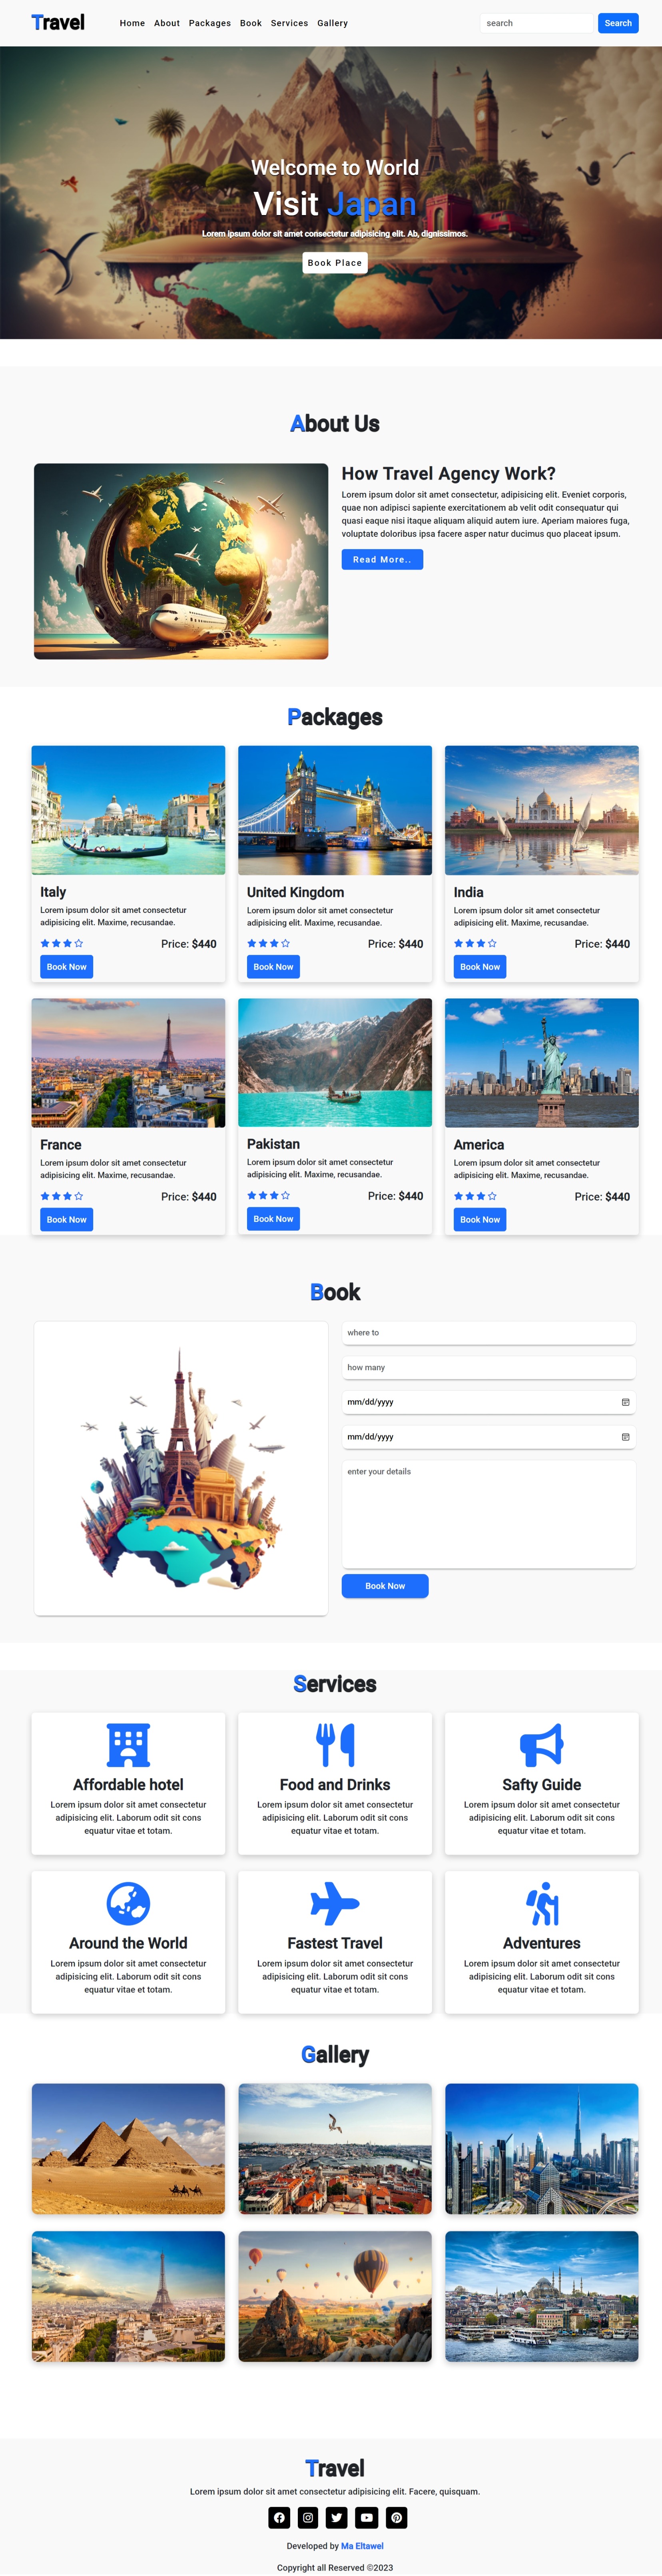 Travel
Home About Packages Book Services Gallery
search
Search
Welcome to World
Visit Japan
Lorem ipsum dolor sit amet consectetur adipisicing elit. Ab, dignissimos.
Book Place
About Us
How Travel Agency Work?
Lorem ipsum dolor sit amet consectetur, adipisicing elit. Eveniet corporis,
quae non adipisci sapiente exercitationem ab velit odit consequatur qui
quasi eaque nisi itaque aliquam aliquid autem iure. Aperiam maiores fuga,
voluptate doloribus ipsa facere asper natur ducimus quo placeat ipsum.
Read More..
Packages
Italy
Lorem ipsum dolor sit amet consectetur
adipisicing elit. Maxime, recusandae.
Price: $440
Book Now
United Kingdom
Lorem ipsum dolor sit amet consectetur
adipisicing elit. Maxime, recusandae.
Price: $440
Book Now
India
Lorem ipsum dolor sit amet consectetur
adipisicing elit. Maxime, recusandae.
Price: $440
Book Now
France
Lorem ipsum dolor sit amet consectetur
adipisicing elit. Maxime, recusandae.
Price: $440
Book Now
Pakistan
Lorem ipsum dolor sit amet consectetur
adipisicing elit. Maxime, recusandae.
Price: $440
Book Now
America
Lorem ipsum dolor sit amet consectetur
adipisicing elit. Maxime, recusandae.
Price: $440
Book Now
Book
where to
how many
mm/dd/yyyy
mm/dd/yyyy
enter your details
Book Now
Services
Affordable hotel
Lorem ipsum dolor sit amet consectetur
adipisicing elit. Laborum odit sit cons
equatur vitae et totam.
Food and Drinks
Lorem ipsum dolor sit amet consectetur
adipisicing elit. Laborum odit sit cons
equatur vitae et totam.
Safty Guide
Lorem ipsum dolor sit amet consectetur
adipisicing elit. Laborum odit sit cons
equatur vitae et totam.
Around the World
Lorem ipsum dolor sit amet consectetur
adipisicing elit. Laborum odit sit cons
equatur vitae et totam.
Fastest Travel
Lorem ipsum dolor sit amet consectetur
adipisicing elit. Laborum odit sit cons
equatur vitae et totam.
Adventures
Lorem ipsum dolor sit amet consectetur
adipisicing elit. Laborum odit sit cons
equatur vitae et totam.
Gallery
Travel
Lorem ipsum dolor sit amet consectetur adipisicing elit. Facere, quisquam.
Developed by Ma Eltawel
Copyright all Reserved ©2023